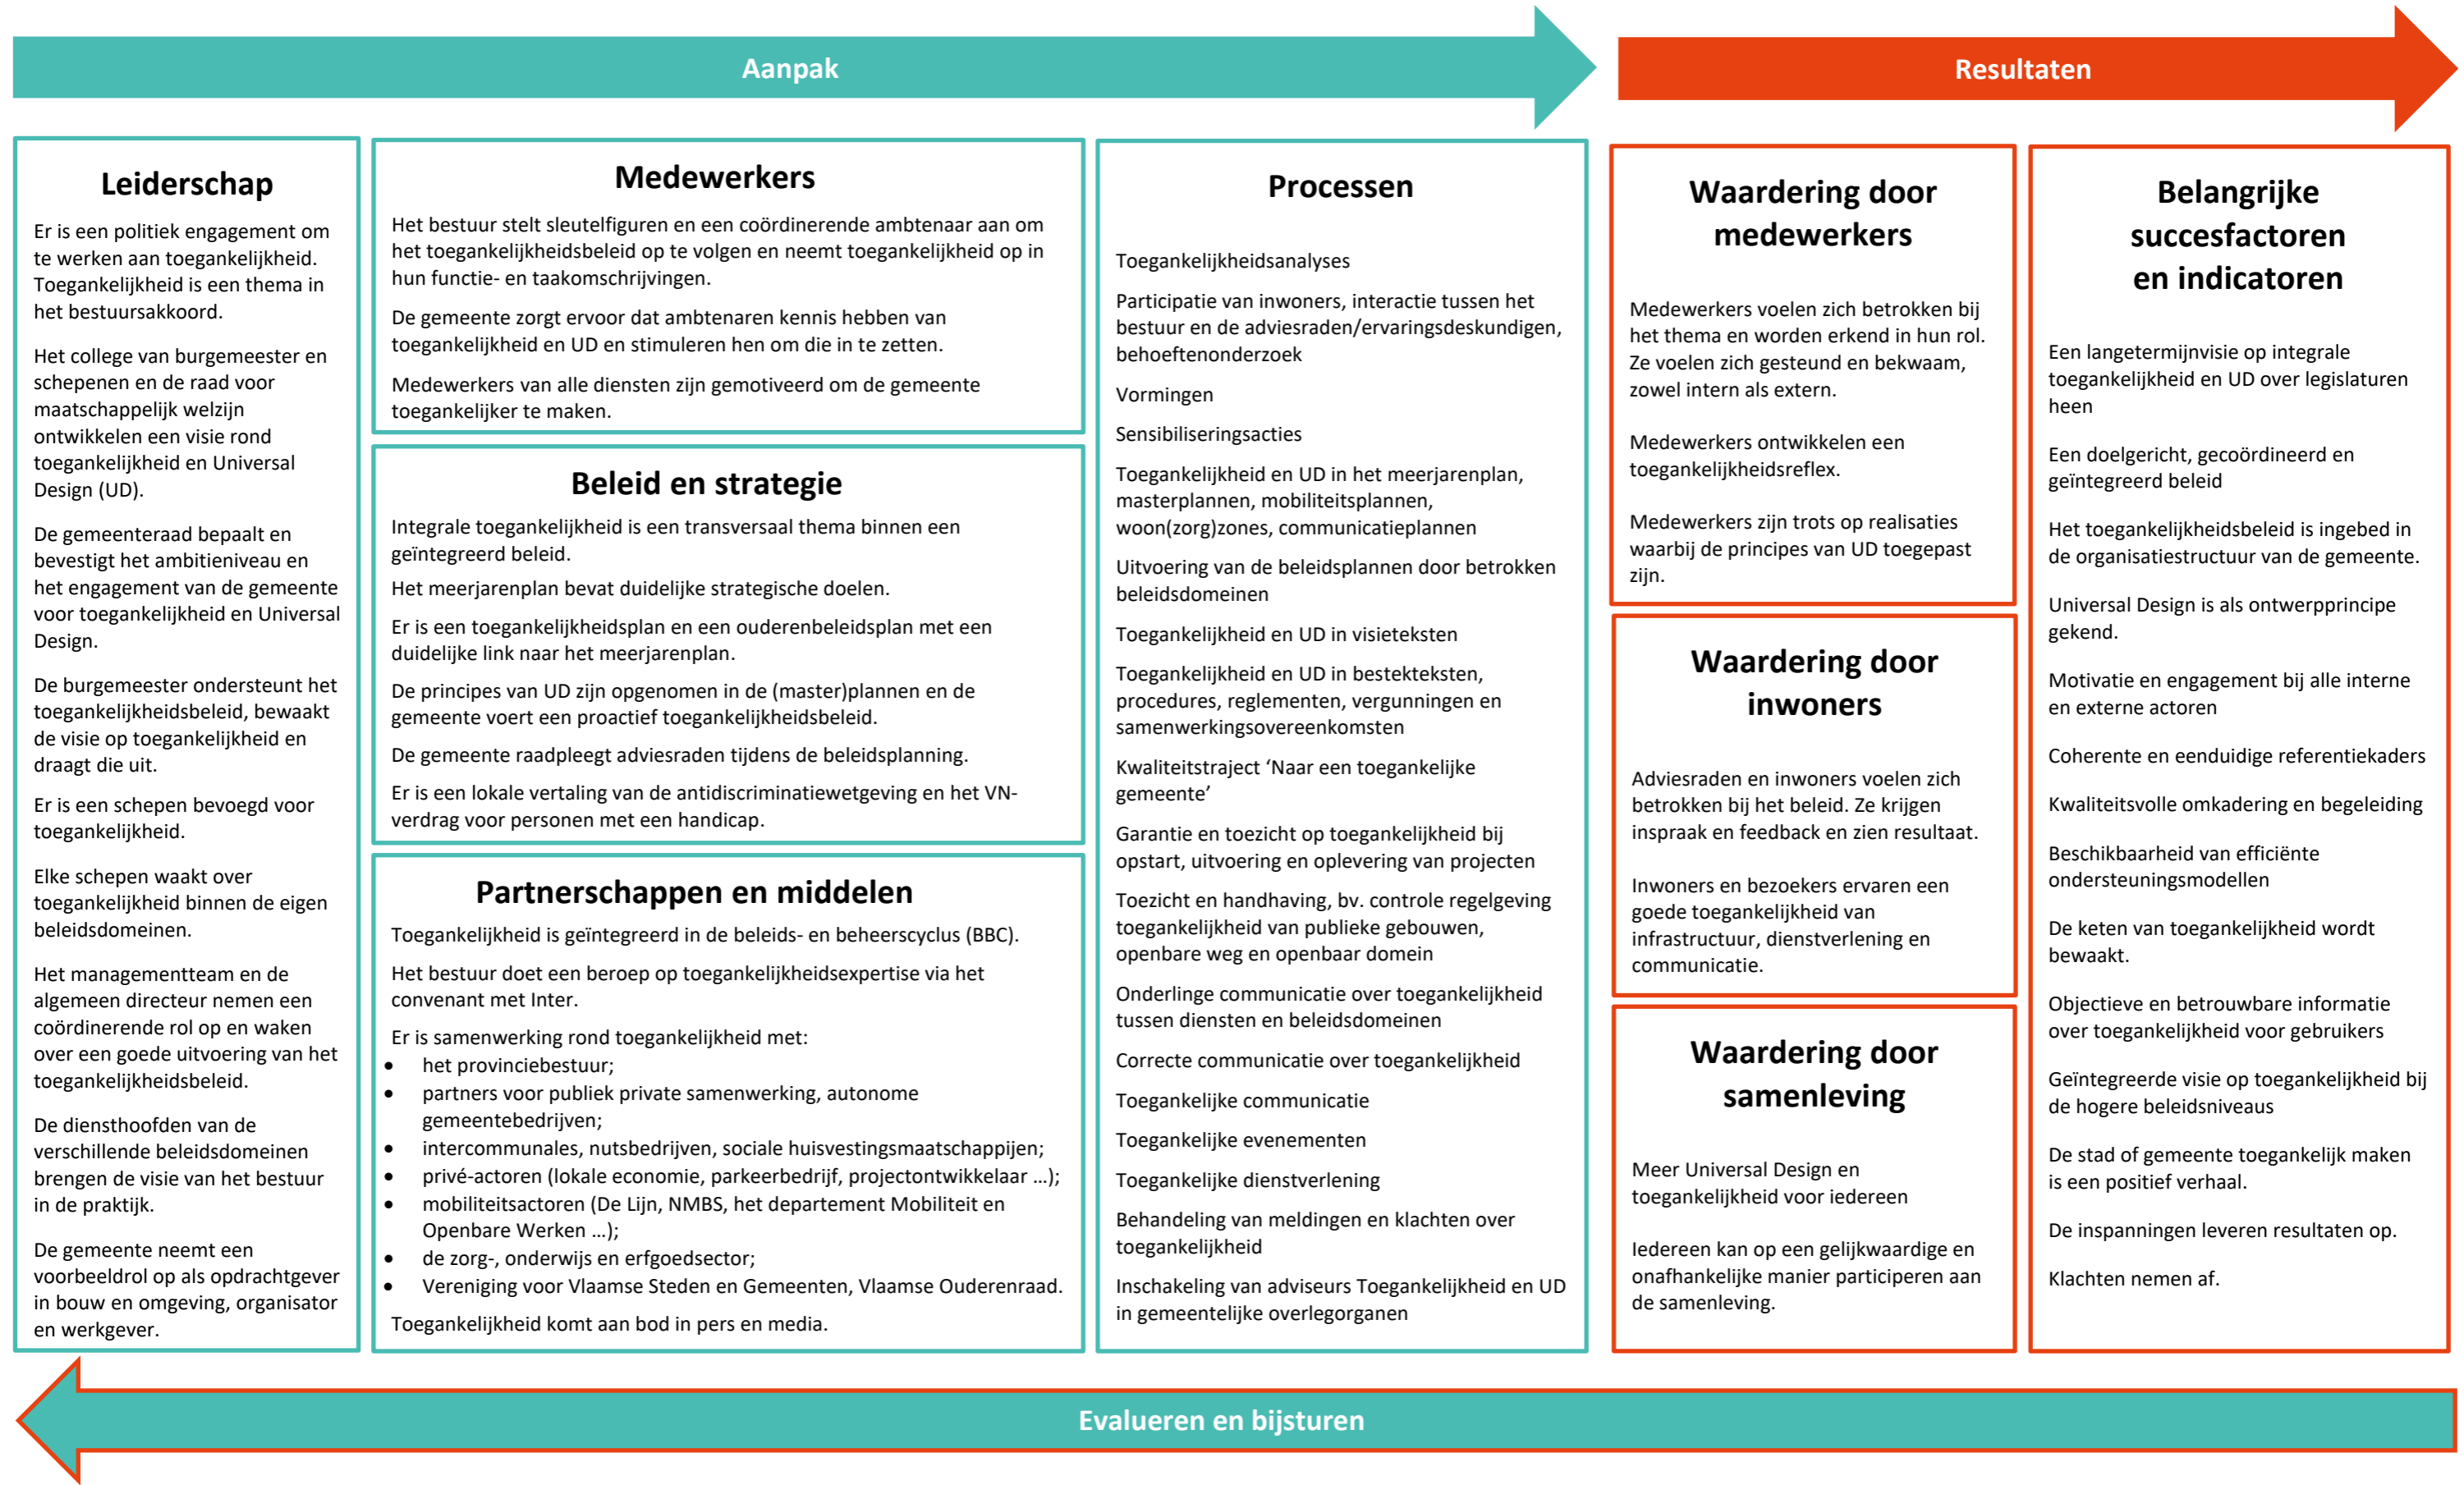 Aanpak
Resultaten
Leiderschap
Er is een politiek engagement om
te werken aan toegankelijkheid.
Toegankelijkheid is een thema in
het bestuursakkoord.
Het college van burgemeester en
schepenen en de raad voor
maatschappelijk welzijn
ontwikkelen een visie rond
toegankelijkheid en Universal
Design (UD).
De gemeenteraad bepaalt en
bevestigt het ambitieniveau en
het engagement van de gemeente
voor toegankelijkheid en Universal
Design.
De burgemeester ondersteunt het
toegankelijkheidsbeleid, bewaakt
de visie op toegankelijkheid en
draagt die uit.
Er is een schepen bevoegd voor
toegankelijkheid.
Elke schepen waakt over
toegankelijkheid binnen de eigen
beleidsdomeinen.
Het managementteam en de
algemeen directeur nemen een
coördinerende rol op en waken
over een goede uitvoering van het
toegankelijkheidsbeleid.
De diensthoofden van de
verschillende beleidsdomeinen
brengen de visie van het bestuur
in de praktijk.
De gemeente neemt een
voorbeeldrol op als opdrachtgever
in bouw en omgeving, organisator
en werkgever.
Medewerkers
Het bestuur stelt sleutelfiguren en een coördinerende ambtenaar aan om
het toegankelijkheidsbeleid op te volgen en neemt toegankelijkheid op in
hun functie- en taakomschrijvingen.
De gemeente zorgt ervoor dat ambtenaren kennis hebben van
toegankelijkheid en UD en stimuleren hen om die in te zetten.
Medewerkers van alle diensten zijn gemotiveerd om de gemeente
toegankelijker te maken.
Beleid en strategie
Integrale toegankelijkheid is een transversaal thema binnen een
geïntegreerd beleid.
Het meerjarenplan bevat duidelijke strategische doelen.
Er is een toegankelijkheidsplan en een ouderenbeleidsplan met een
duidelijke link naar het meerjarenplan.
De principes van UD zijn opgenomen in de (master)plannen en de
gemeente voert een proactief toegankelijkheidsbeleid.
De gemeente raadpleegt adviesraden tijdens de beleidsplanning.
Er is een lokale vertaling van de antidiscriminatiewetgeving en het VN-
verdrag voor personen met een handicap.
Partnerschappen en middelen
Toegankelijkheid is geïntegreerd in de beleids- en beheerscyclus (BBC).
Het bestuur doet een beroep op toegankelijkheidsexpertise via het
convenant met Inter.
Er is samenwerking rond toegankelijkheid met:
• het provinciebestuur;
• partners voor publiek private samenwerking, autonome
gemeentebedrijven;
• intercommunales, nutsbedrijven, sociale huisvestingsmaatschappijen;
• privé-actoren (lokale economie, parkeerbedrijf, projectontwikkelaar …);
• mobiliteitsactoren (De Lijn, NMBS, het departement Mobiliteit en
Openbare Werken …);
• de zorg-, onderwijs en erfgoedsector;
• Vereniging voor Vlaamse Steden en Gemeenten, Vlaamse Ouderenraad.
Toegankelijkheid komt aan bod in pers en media.
Processen
Toegankelijkheidsanalyses
Participatie van inwoners, interactie tussen het
bestuur en de adviesraden/ervaringsdeskundigen,
behoeftenonderzoek
Vormingen
Sensibiliseringsacties
Toegankelijkheid en UD in het meerjarenplan,
masterplannen, mobiliteitsplannen,
woon(zorg)zones, communicatieplannen
Uitvoering van de beleidsplannen door betrokken
beleidsdomeinen
Toegankelijkheid en UD in visieteksten
Toegankelijkheid en UD in bestekteksten,
procedures, reglementen, vergunningen en
samenwerkingsovereenkomsten
Kwaliteitstraject ‘Naar een toegankelijke
gemeente’
Garantie en toezicht op toegankelijkheid bij
opstart, uitvoering en oplevering van projecten
Toezicht en handhaving, bv. controle regelgeving
toegankelijkheid van publieke gebouwen,
openbare weg en openbaar domein
Onderlinge communicatie over toegankelijkheid
tussen diensten en beleidsdomeinen
Correcte communicatie over toegankelijkheid
Toegankelijke communicatie
Toegankelijke evenementen
Toegankelijke dienstverlening
Behandeling van meldingen en klachten over
toegankelijkheid
Inschakeling van adviseurs Toegankelijkheid en UD
in gemeentelijke overlegorganen
Waardering door
medewerkers
Medewerkers voelen zich betrokken bij
het thema en worden erkend in hun rol.
Ze voelen zich gesteund en bekwaam,
zowel intern als extern.
Medewerkers ontwikkelen een
toegankelijkheidsreflex.
Medewerkers zijn trots op realisaties
waarbij de principes van UD toegepast
zijn.
Waardering door
inwoners
Adviesraden en inwoners voelen zich
betrokken bij het beleid. Ze krijgen
inspraak en feedback en zien resultaat.
Inwoners en bezoekers ervaren een
goede toegankelijkheid van
infrastructuur, dienstverlening en
communicatie.
Waardering door
samenleving
Meer Universal Design en
toegankelijkheid voor iedereen
Iedereen kan op een gelijkwaardige en
onafhankelijke manier participeren aan
de samenleving.
Belangrijke
succesfactoren
en indicatoren
Een langetermijnvisie op integrale
toegankelijkheid en UD over legislaturen
heen
Een doelgericht, gecoördineerd en
geïntegreerd beleid
Het toegankelijkheidsbeleid is ingebed in
de organisatiestructuur van de gemeente.
Universal Design is als ontwerpprincipe
gekend.
Motivatie en engagement bij alle interne
en externe actoren
Coherente en eenduidige referentiekaders
Kwaliteitsvolle omkadering en begeleiding
Beschikbaarheid van efficiënte
ondersteuningsmodellen
De keten van toegankelijkheid wordt
bewaakt.
Objectieve en betrouwbare informatie
over toegankelijkheid voor gebruikers
Geïntegreerde visie op toegankelijkheid bij
de hogere beleidsniveaus
De stad of gemeente toegankelijk maken
is een positief verhaal.
De inspanningen leveren resultaten op.
Klachten nemen af.
Evalueren en bijsturen